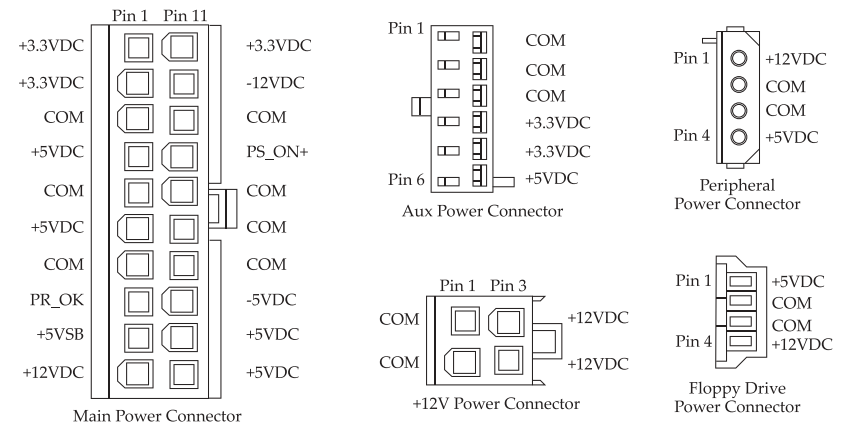 Pin 1 Pin 11
+3.3VDC +3.3VDC
+3.3VDC -12VDC
COM COM
+5VDC PS_ON+
COM COM
+5VDC COM
COM COM
PR_OK -5VDC
+5VSB +5VDC
+12VDC +5VDC
Main Power Connector
Pin 1
COM
COM
COM
+3.3VDC
+3.3VDC
Pin 6 +5VDC
Aux Power Connector
Pin 1 +12VDC
COM
COM
Pin 4 +5VDC
Peripheral
Power Connector
Pin 1 Pin 3
COM +12VDC
COM +12VDC
+12V Power Connector
Pin 1 +5VDC
COM
COM
Pin 4 +12VDC
Floppy Drive
Power Connector